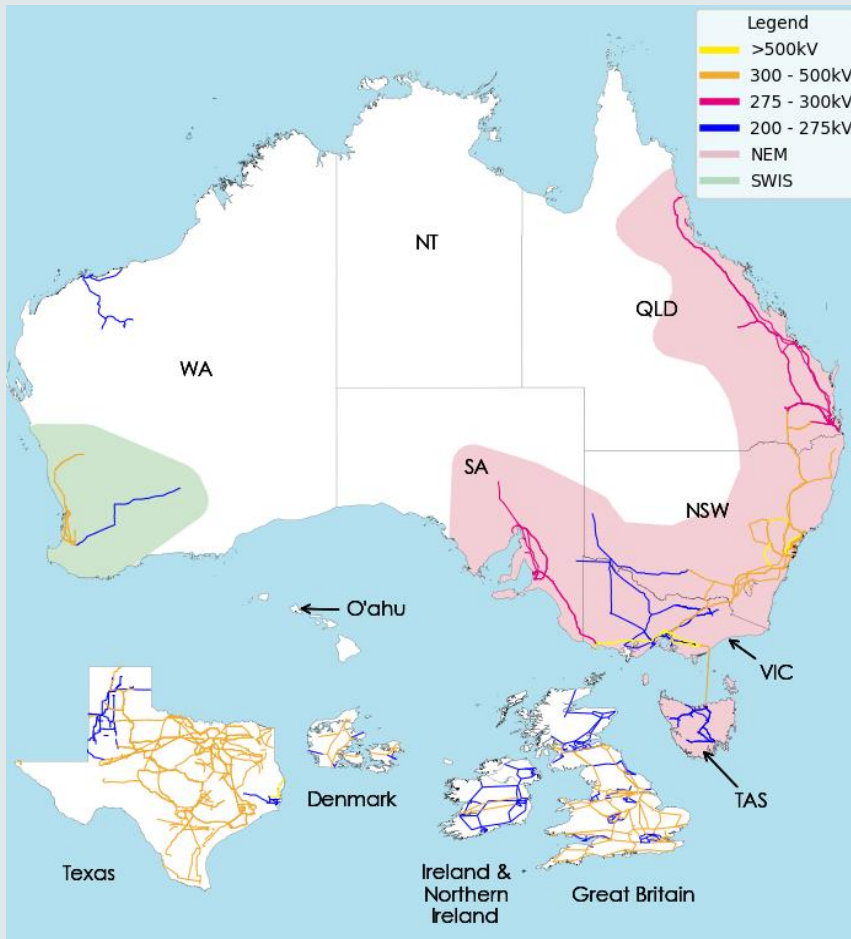 Legend
>500kV
300 - 500kV
275 - 300kV
200 - 275kV
NEM
SWIS
NT
QLD
WA
SA
NSW
O'ahu
VIC
TAS
Denmark
Texas
Ireland &
Northern
Ireland
Great Britain